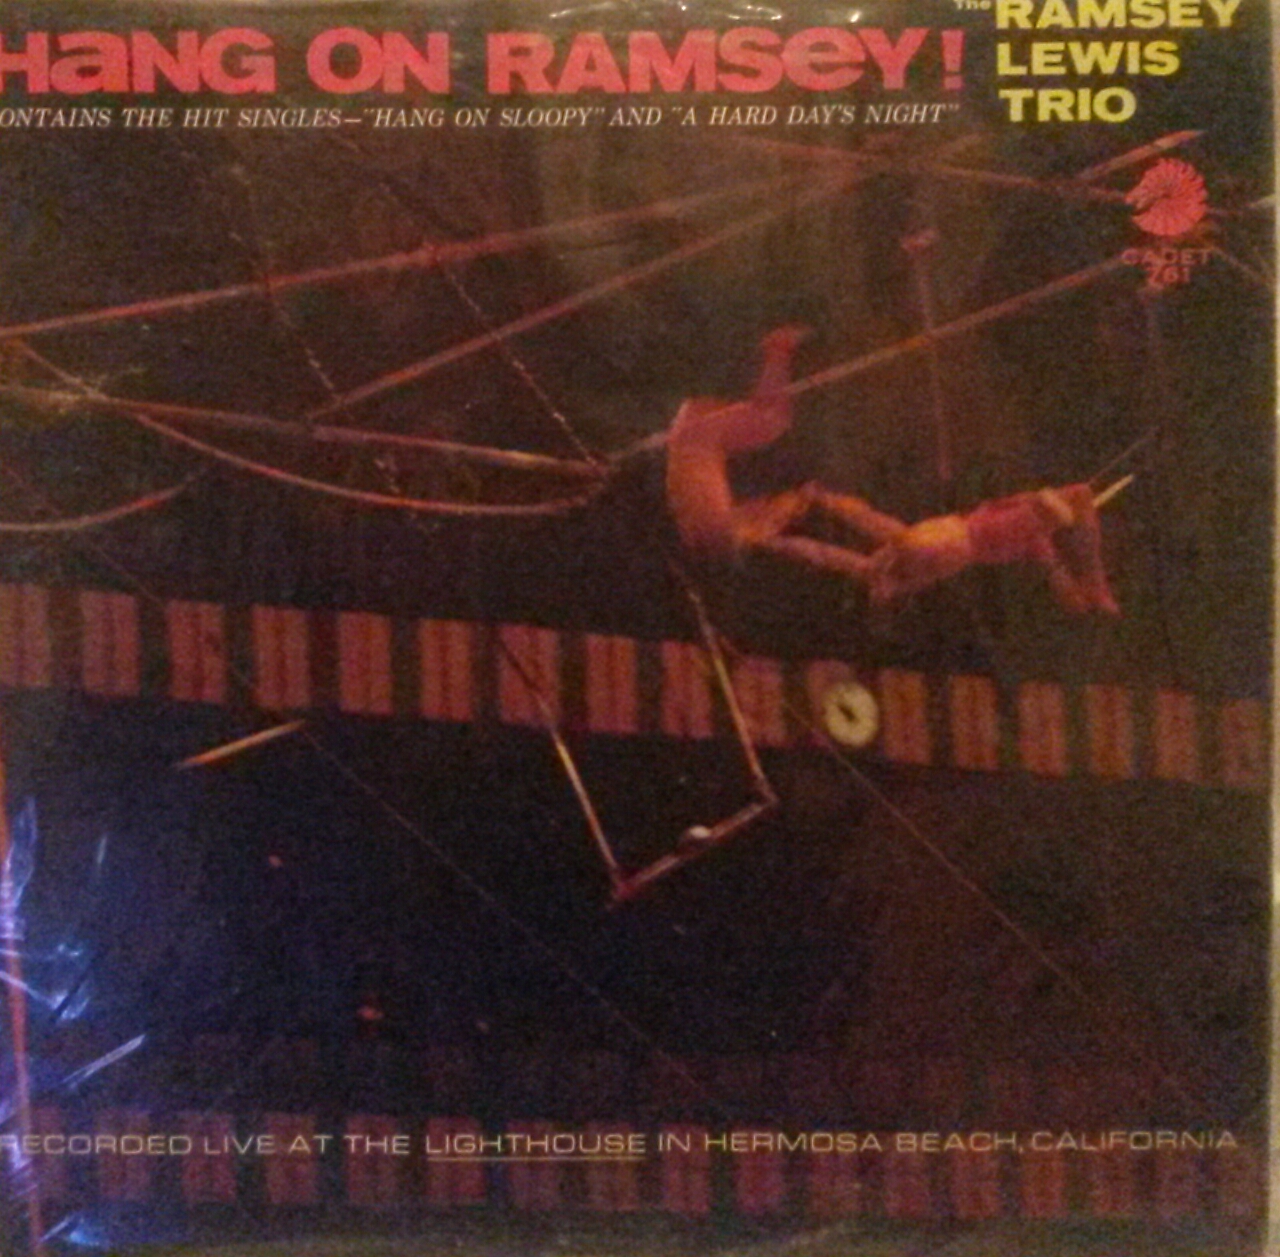 HANG ON RAMSEY!
The RAMSEY
LEWIS
TRIO
ONTAINS THE HIT SINGLES—"HANG ON SLOOPY" AND "A HARD DAY'S NIGHT"
CADET
761
RECORDED LIVE AT THE LIGHTHOUSE IN HERMOSA BEACH, CALIFORNIA